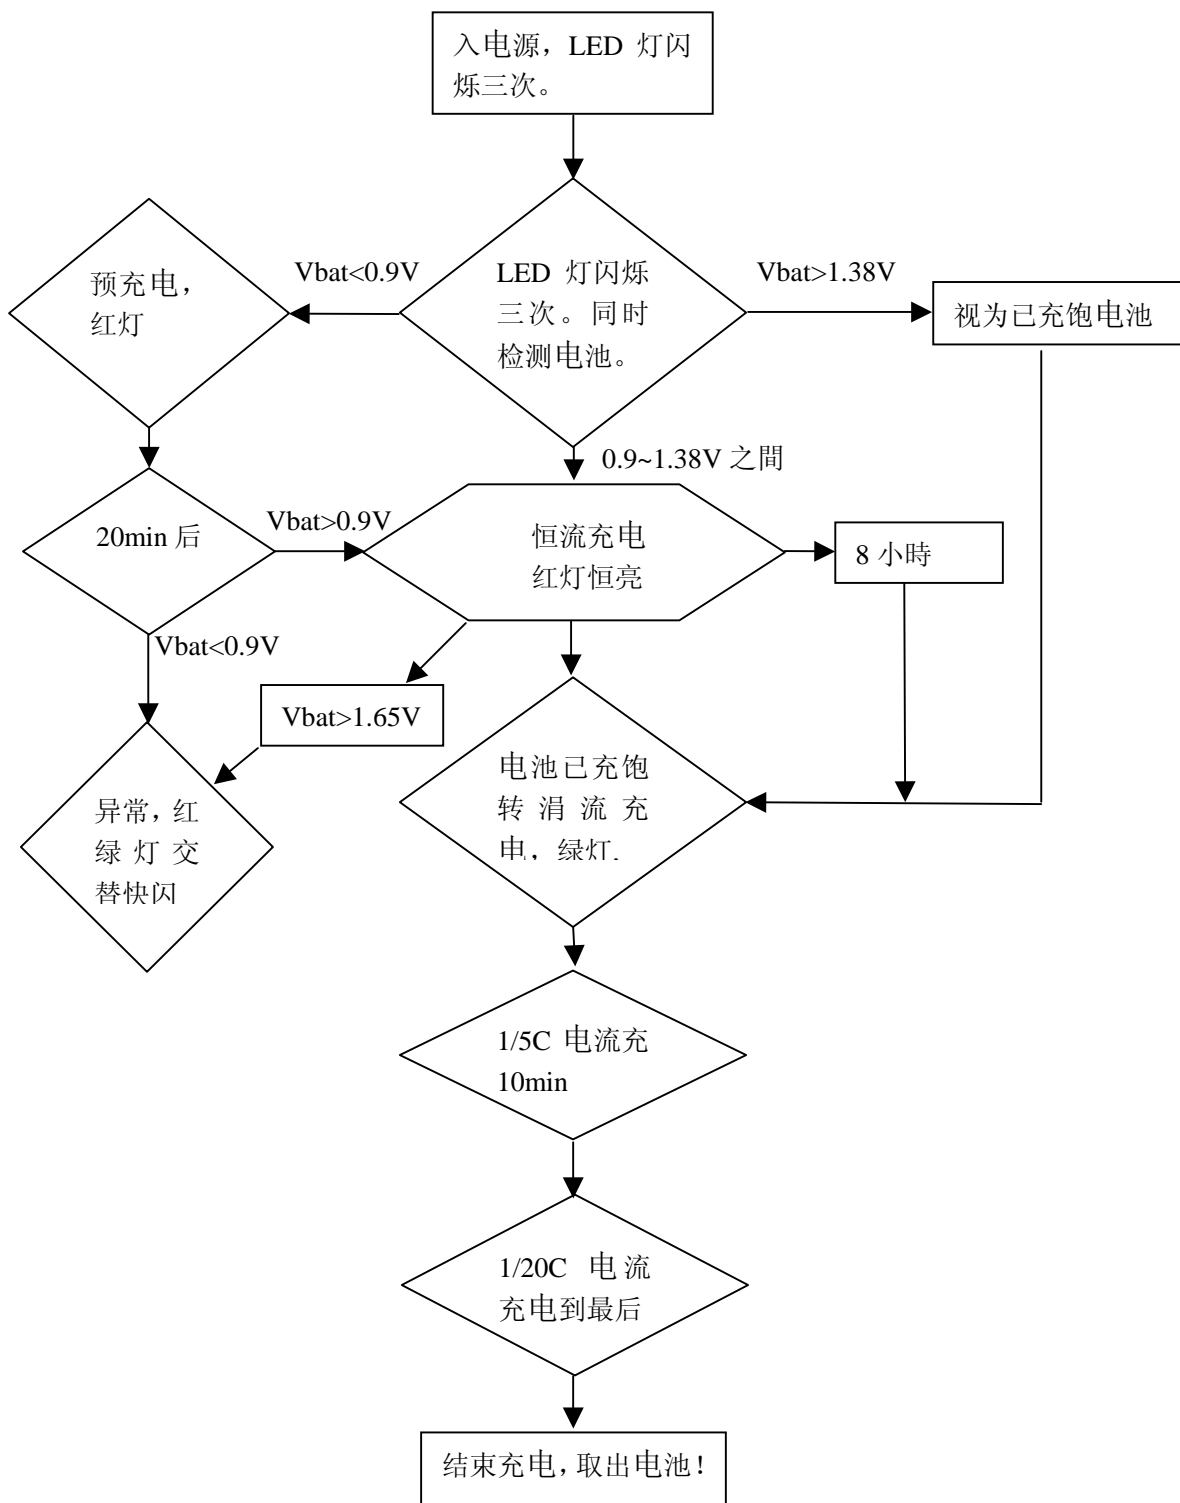 入电源，LED 灯闪
烁三次。
Vbat<0.9V
LED 灯闪烁
三次。同时
检测电池。
Vbat>1.38V
预充电，
红灯
视为已充饱电池
0.9~1.38V 之間
20min 后
Vbat>0.9V
恒流充电
红灯恒亮
8 小時
Vbat<0.9V
Vbat>1.65V
电池已充饱
转涓流充
电，绿灯.
异常，红
绿灯交
替快闪
1/5C 电流充
10min
1/20C 电流
充电到最后
结束充电，取出电池！